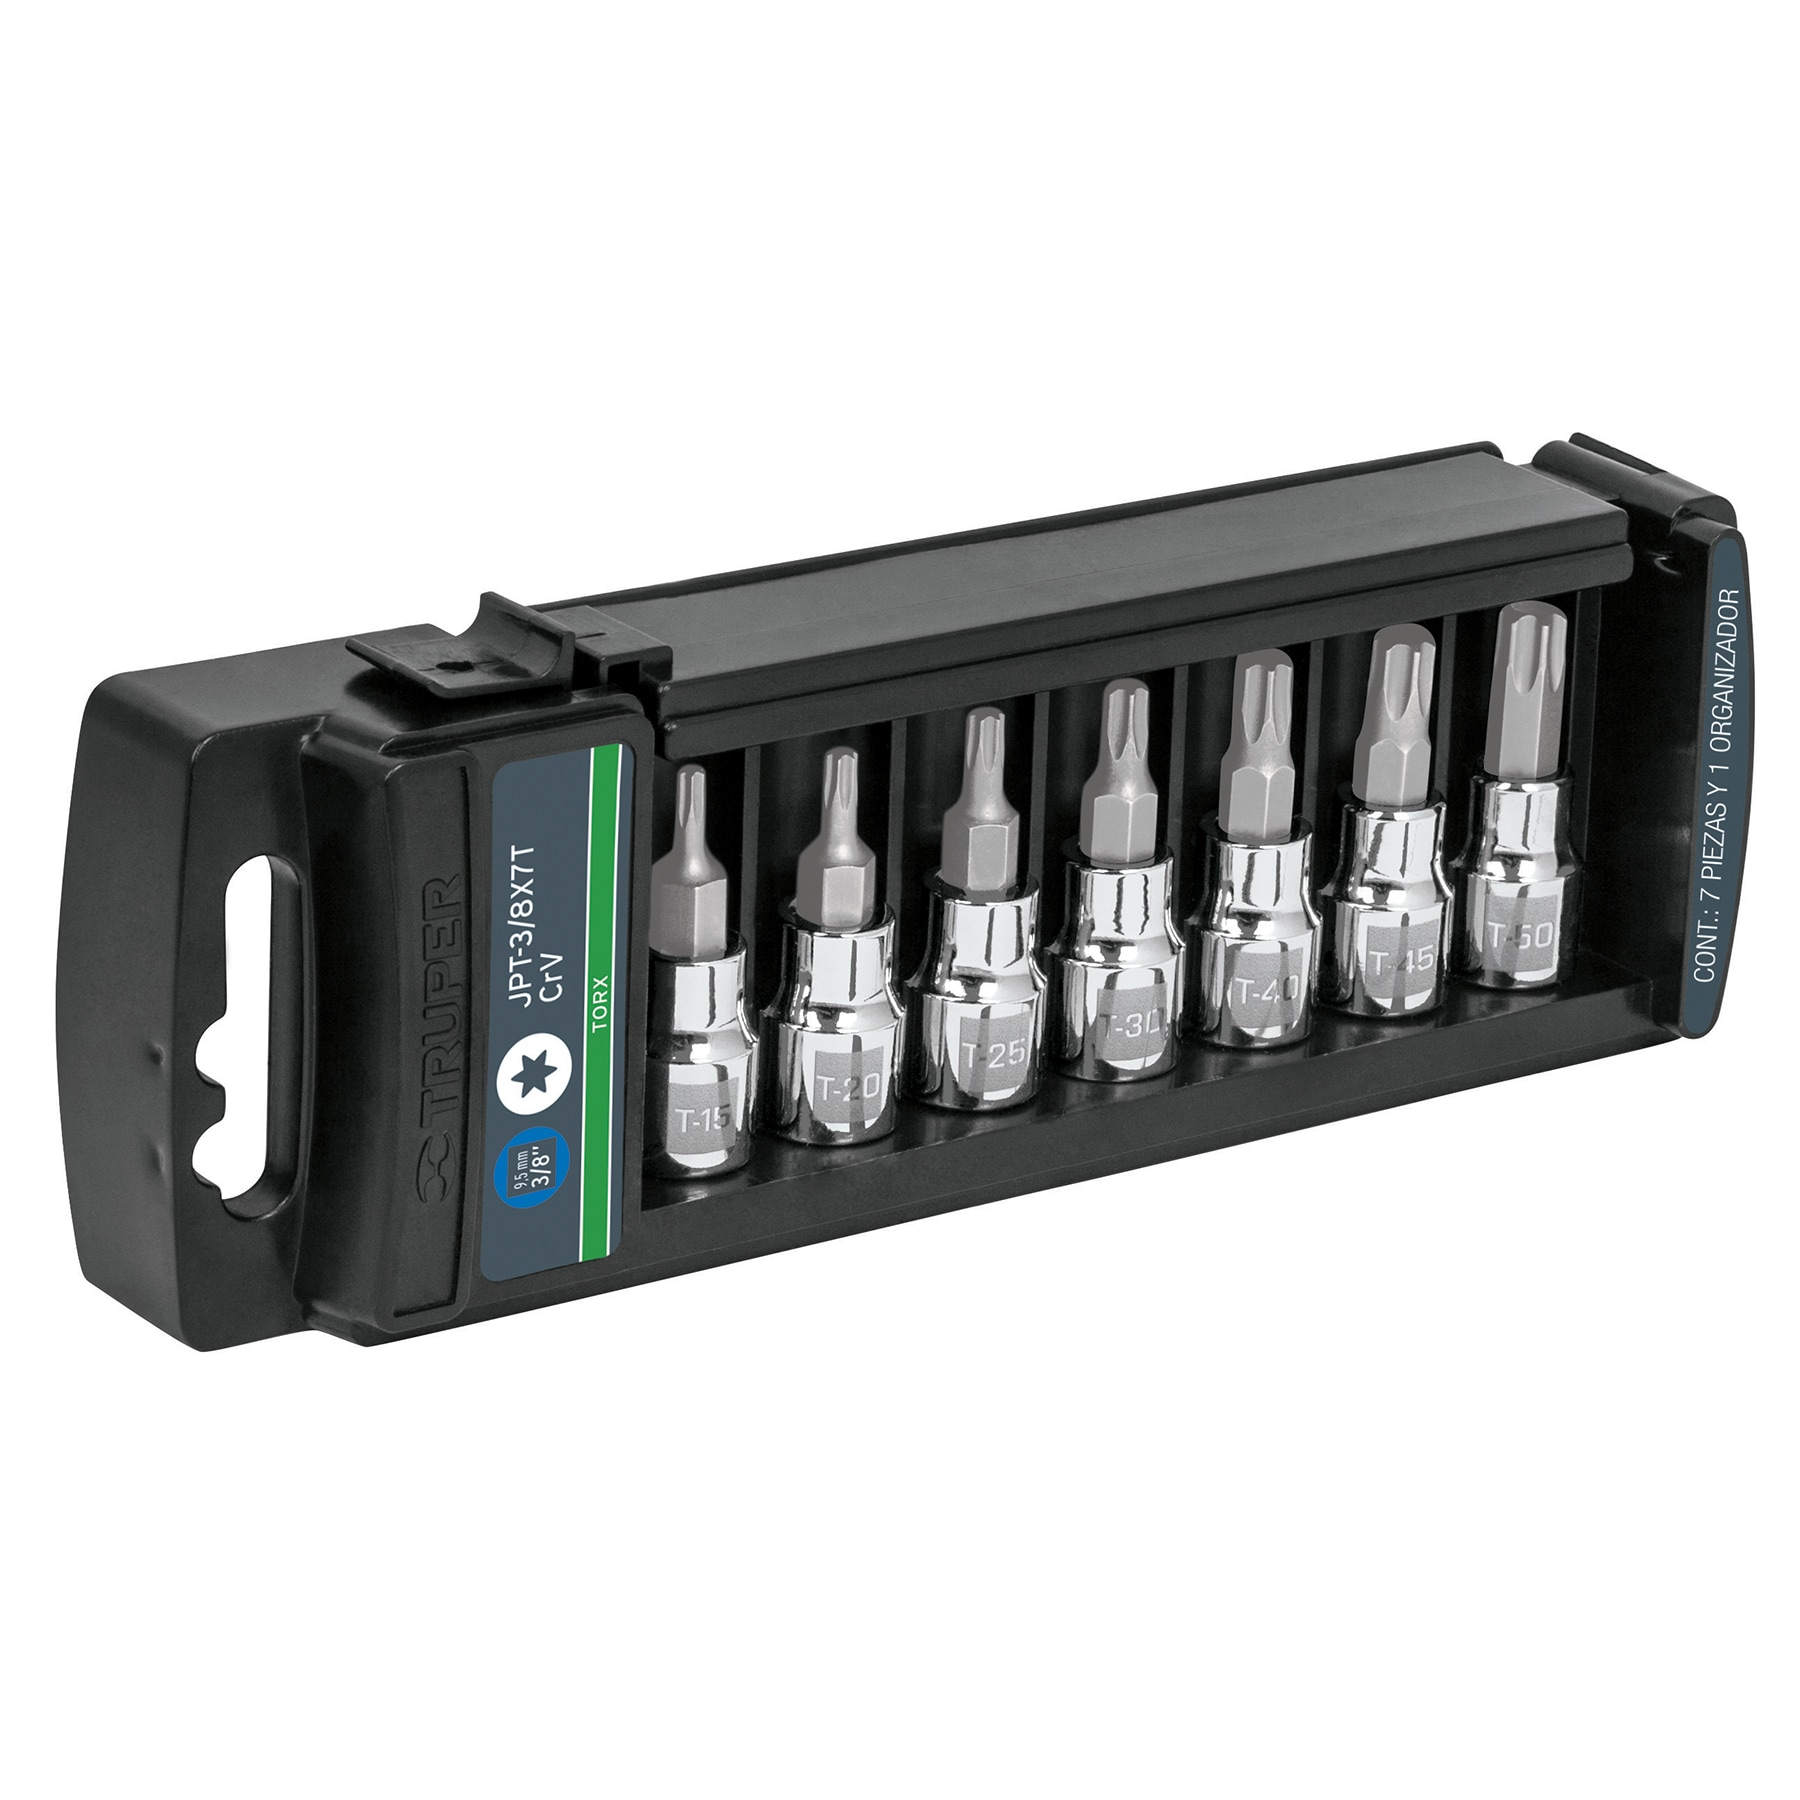 TRUPER
JPT-3/8X7T
CrV
9,5 mm
3/8"
TORX
T-15
T-20
T-25
T-30
T-40
T-45
T-50
CONT.: 7 PIEZAS Y 1 ORGANIZADOR